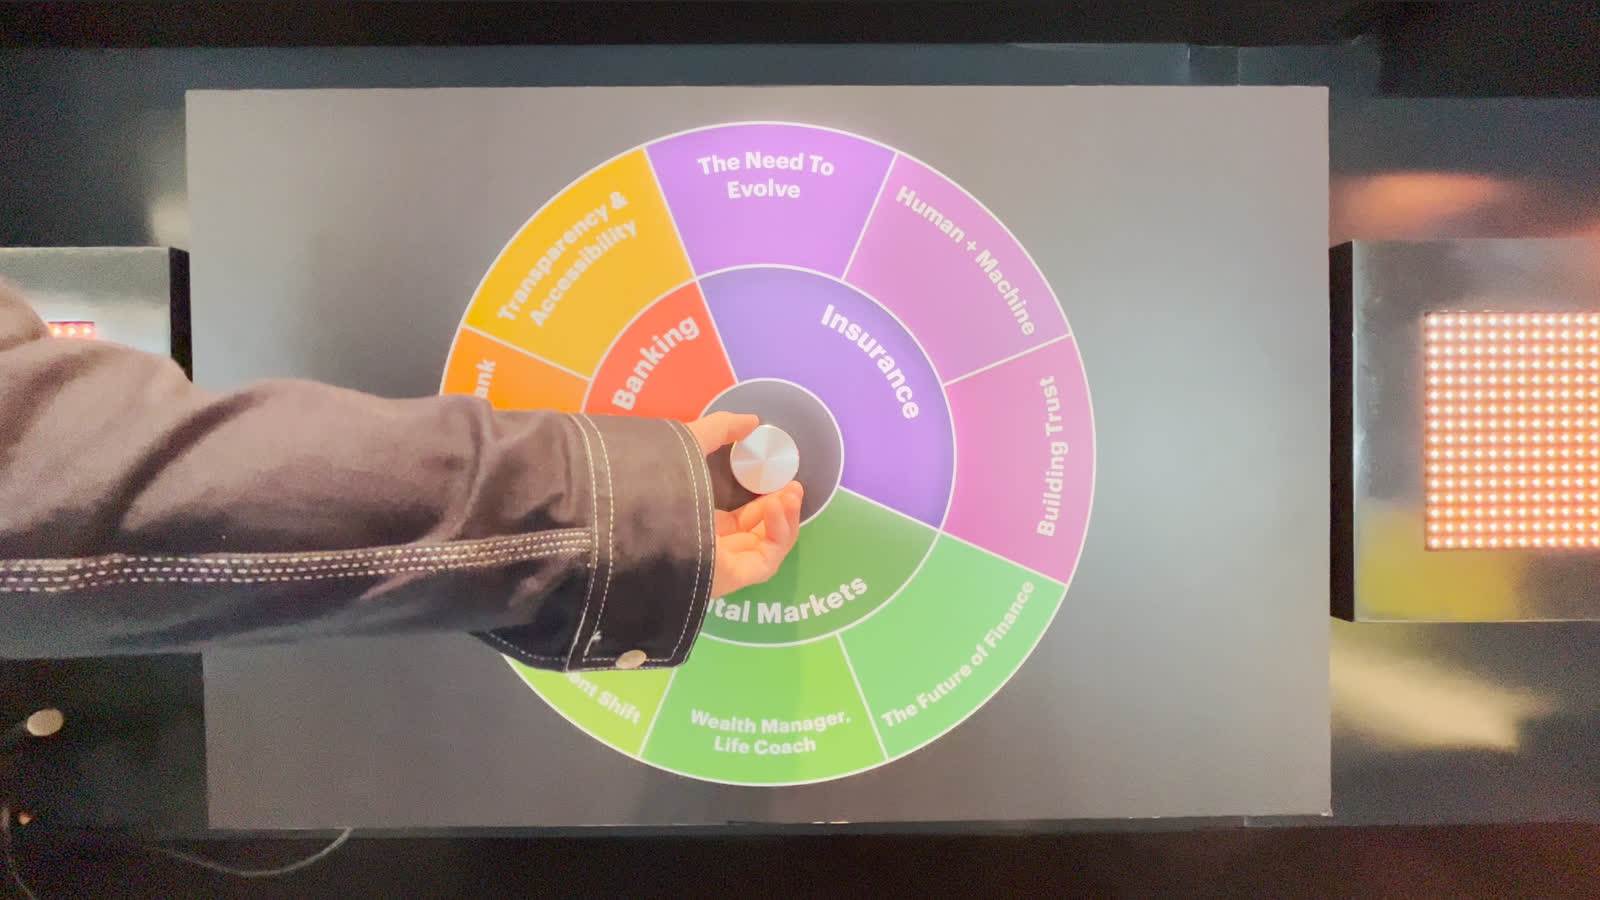 The Need To
Evolve
Human + Machine
Building Trust
The Future of Finance
Wealth Manager,
Life Coach
Shift
Transparency &
Accessibility
Insurance
Markets
Banking